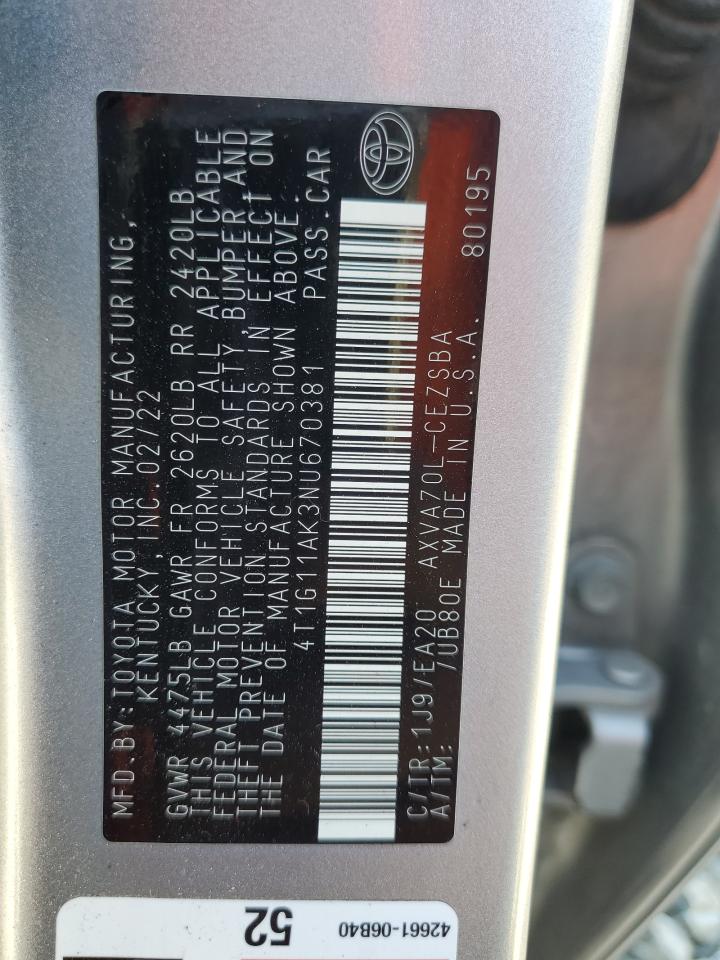 MFD.BY:TOYOTA MOTOR MANUFACTURING,
KENTUCKY,INC.02/22
GVWR 4475LB GAWR FR 2620LB RR 2420LB
THIS VEHICLE CONFORMS TO ALL APPLICABLE
FEDERAL MOTOR VEHICLE SAFETY,BUMPER,AND
THEFT PREVENTION STANDARDS IN EFFECT ON
THE DATE OF MANUFACTURE SHOWN ABOVE.
4T1G11AK3NU670381 PASS.CAR
C/TR:1J9/EA20 AXVA70L-CEZSBA
A/TM: /UB80E MADE IN U.S.A. 80195
52
42661-06B40